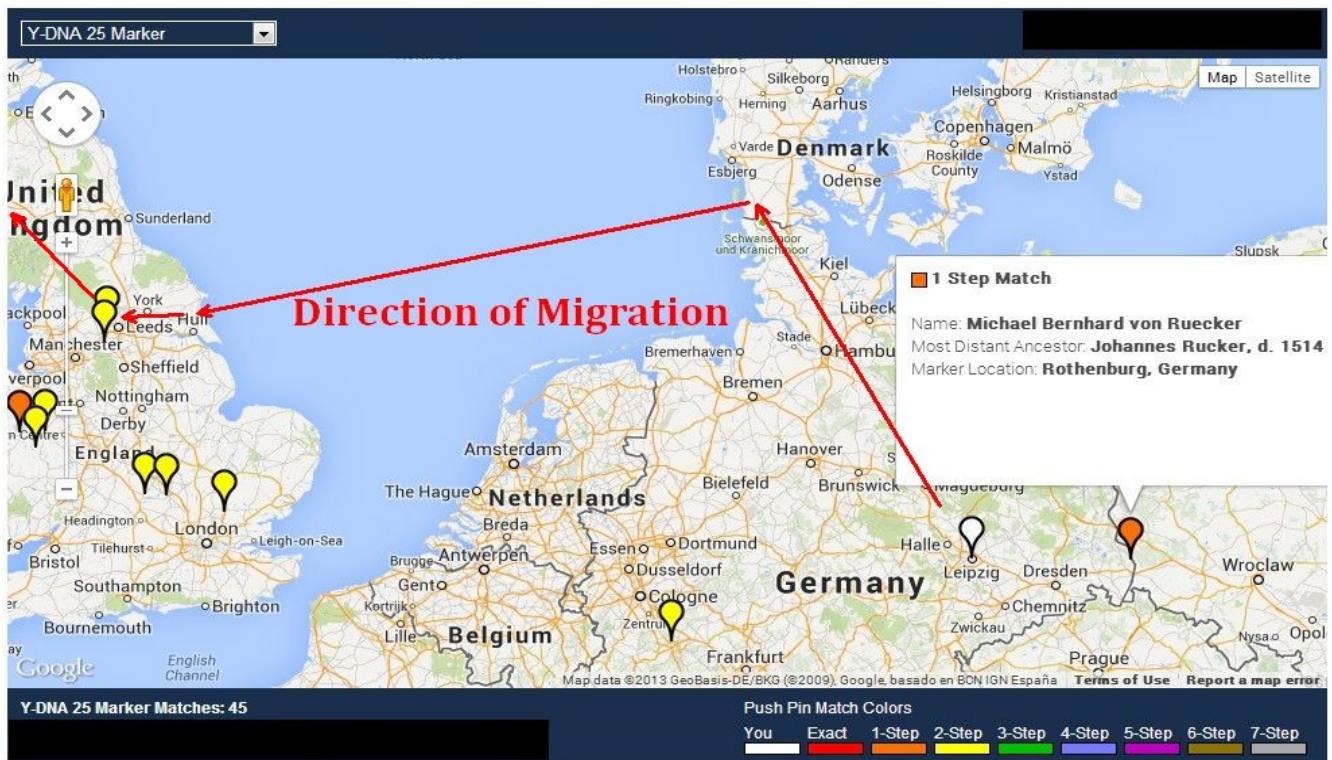 Y-DNA 25 Marker
Map Satellite
Holstebro
Silkeborg
Ringkobing
Herning
Aarhus
Helsingborg
Kristianstad
Copenhagen
Varde
Denmark
Roskilde
County
Malmö
Esbjerg
Odense
Ystad
Sunderland
Schwansmoor
und Kranichmoor
Kiel
Slupsk
York
Leeds
Hull
Direction of Migration
Lübeck
Manchester
Stade
Sheffield
Bremerhaven
Bremen
Nottingham
Derby
England
Amsterdam
Hanover
The Hague
Netherlands
Bielefeld
Brunswick
Magdeburg
1 Step Match
Name: Michael Bernhard von Ruecker
Most Distant Ancestor: Johannes Rucker, d. 1514
Marker Location: Rothenburg, Germany
Headington
London
Leigh-on-Sea
Breda
Tilehurst
Bristol
Brugge
Antwerpen
Essen
Dortmund
Halle
Leipzig
Dresden
Wroclaw
Southampton
Gent
Dusseldorf
Germany
Brighton
Kortrijk
Cologne
Chemnitz
Bournemouth
Lille
Belgium
Zwickau
Nysa
Opol
Frankfurt
Prague
Google
English
Channel
Map data ©2013 GeoBasis-DE/BKG (©2009), Google, basado en BCN IGN España Terms of Use Report a map error
Y-DNA 25 Marker Matches: 45
Push Pin Match Colors
You Exact 1-Step 2-Step 3-Step 4-Step 5-Step 6-Step 7-Step